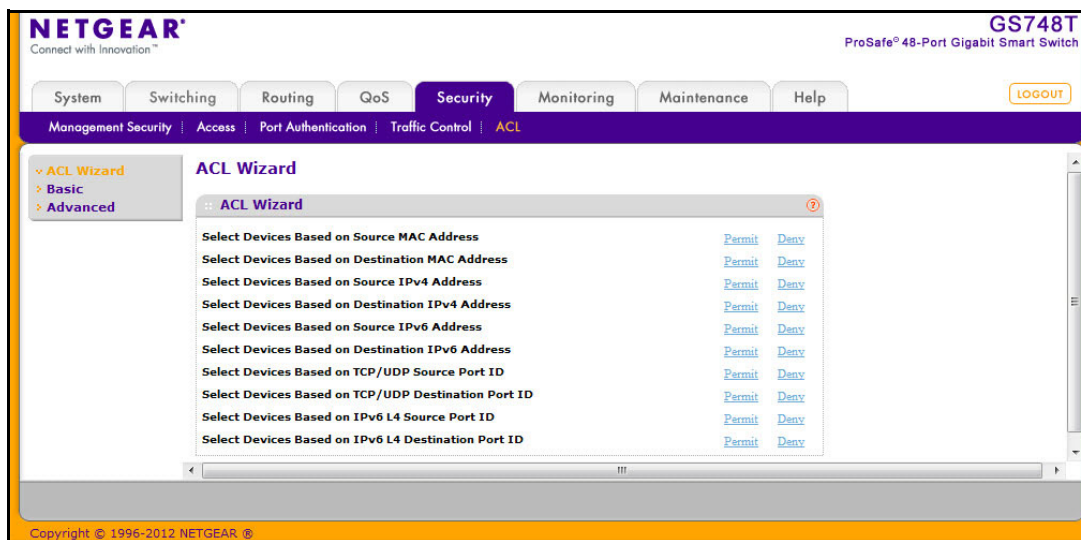 NETGEAR®
Connect with Innovation™
GS748T
ProSafe® 48-Port Gigabit Smart Switch
System Switching Routing QoS Security Monitoring Maintenance Help LOGOUT
Management Security | Access | Port Authentication | Traffic Control | ACL
ACL Wizard
Basic
Advanced
ACL Wizard
ACL Wizard ?
Select Devices Based on Source MAC Address Permit Deny
Select Devices Based on Destination MAC Address Permit Deny
Select Devices Based on Source IPv4 Address Permit Deny
Select Devices Based on Destination IPv4 Address Permit Deny
Select Devices Based on Source IPv6 Address Permit Deny
Select Devices Based on Destination IPv6 Address Permit Deny
Select Devices Based on TCP/UDP Source Port ID Permit Deny
Select Devices Based on TCP/UDP Destination Port ID Permit Deny
Select Devices Based on IPv6 L4 Source Port ID Permit Deny
Select Devices Based on IPv6 L4 Destination Port ID Permit Deny
Copyright © 1996-2012 NETGEAR ®